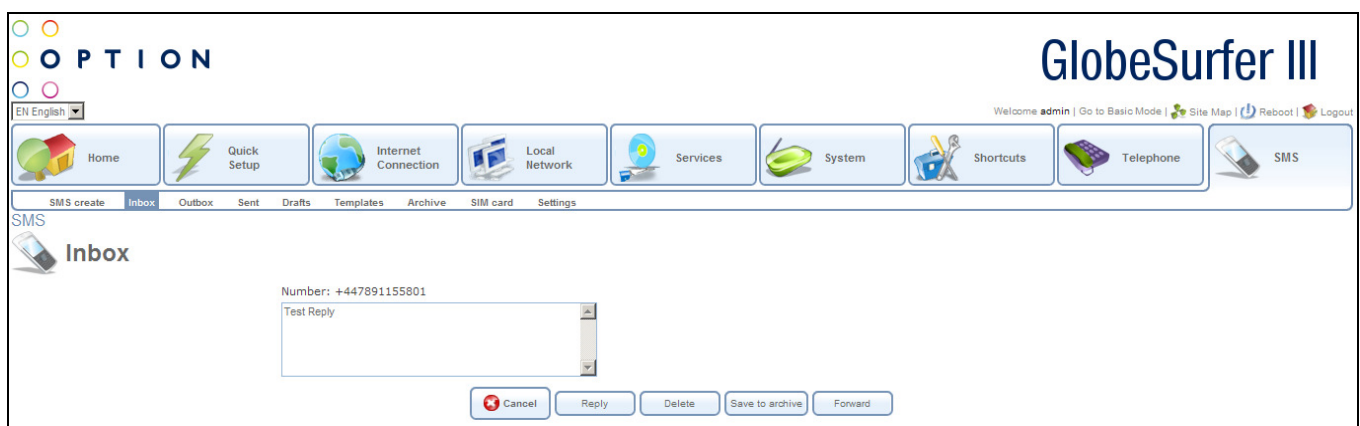 OPTION
GlobeSurfer III
EN English
Welcome admin | Go to Basic Mode | Site Map | Reboot | Logout
Home
Quick Setup
Internet Connection
Local Network
Services
System
Shortcuts
Telephone
SMS
SMS create Inbox Outbox Sent Drafts Templates Archive SIM card Settings
SMS
Inbox
Number: +447891155801
Test Reply
Cancel Reply Delete Save to archive Forward